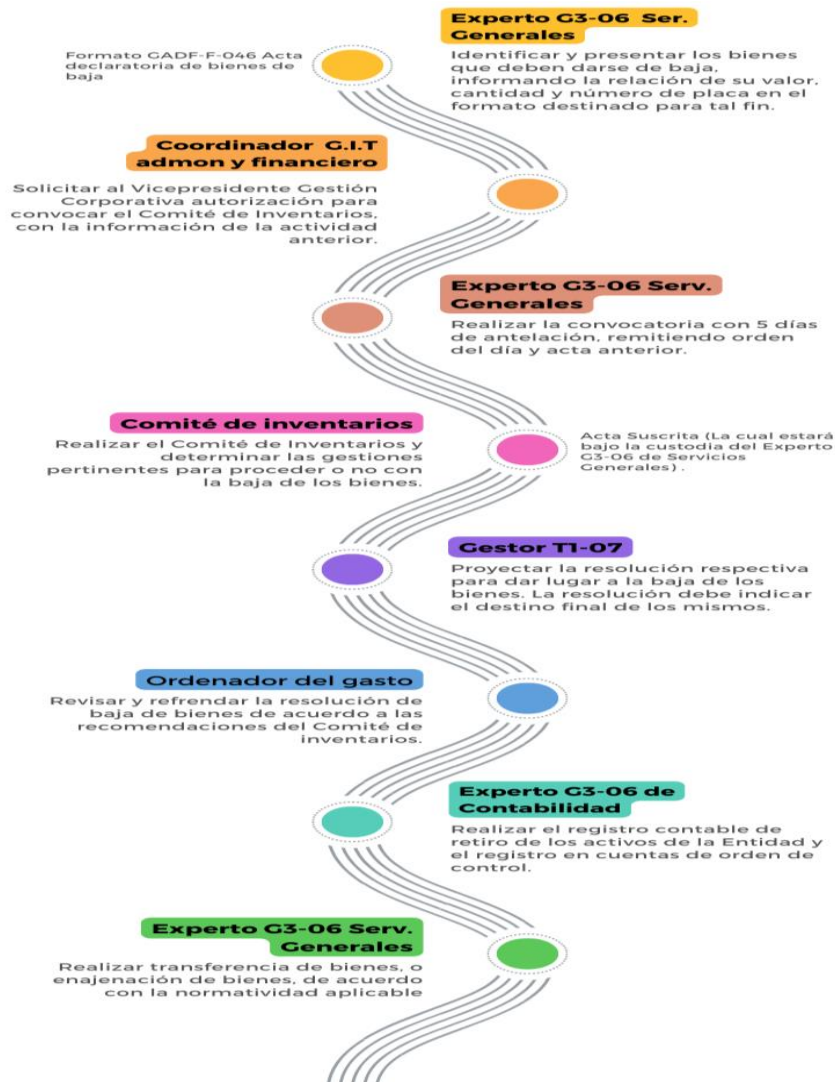 Experto G3-06 Ser.
Generales
Identificar y presentar los bienes
que deben darse de baja,
informando la relación de su valor,
cantidad y número de placa en el
formato destinado para tal fin.
Formato GADF-F-046 Acta
declaratoria de bienes de
baja
Coordinador G.I.T
admon y financiero
Solicitar al Vicepresidente Gestión
Corporativa autorización para
convocar el Comité de Inventarios,
con la información de la actividad
anterior.
Experto G3-06 Serv.
Generales
Realizar la convocatoria con 5 días
de antelación, remitiendo orden
del día y acta anterior.
Comité de inventarios
Realizar el Comité de Inventarios y
determinar las gestiones
pertinentes para proceder o no con
la baja de los bienes.
Acta Suscrita (La cual estará
bajo la custodia del Experto
G3-06 de Servicios
Generales) .
Gestor T1-07
Proyectar la resolución respectiva
para dar lugar a la baja de los
bienes. La resolución debe indicar
el destino final de los mismos.
Ordenador del gasto
Revisar y refrendar la resolución de
baja de bienes de acuerdo a las
recomendaciones del Comité de
inventarios.
Experto G3-06 de
Contabilidad
Realizar el registro contable de
retiro de los activos de la Entidad y
el registro en cuentas de orden de
control.
Experto G3-06 Serv.
Generales
Realizar transferencia de bienes, o
enajenación de bienes, de acuerdo
con la normatividad aplicable